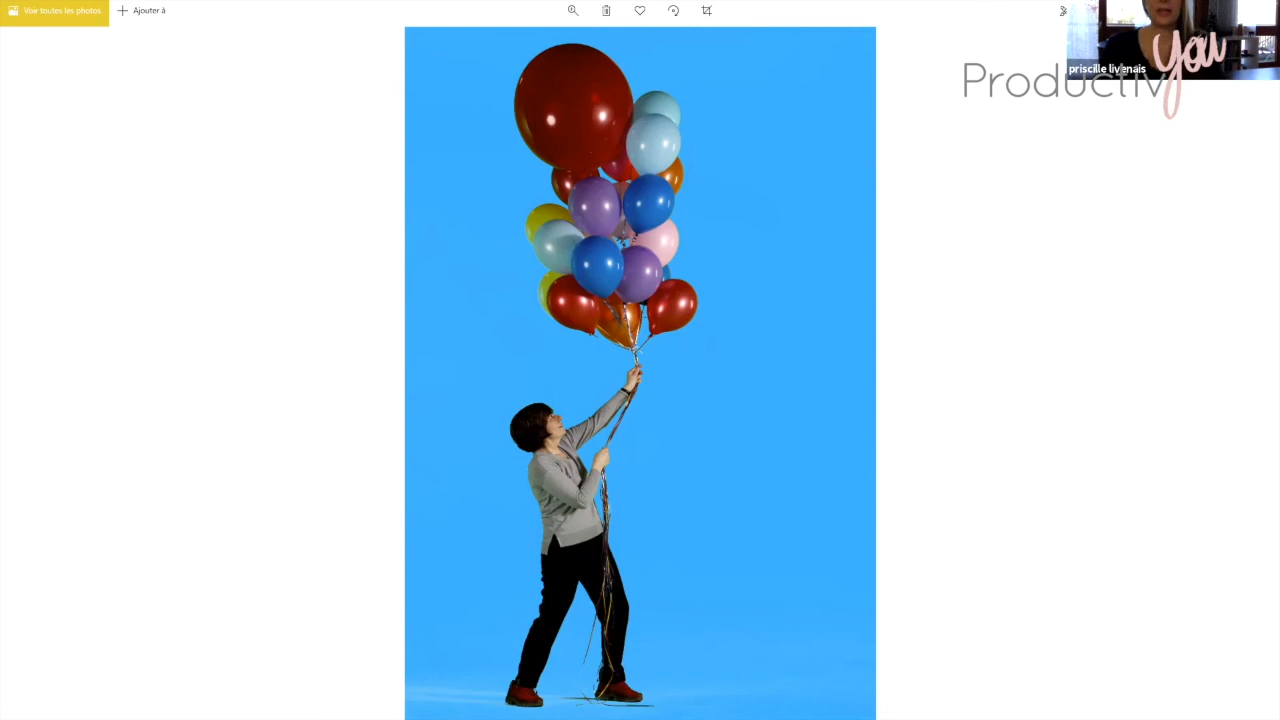 Voir toutes les photos
Ajouter à
Productiv you
priscille livenais